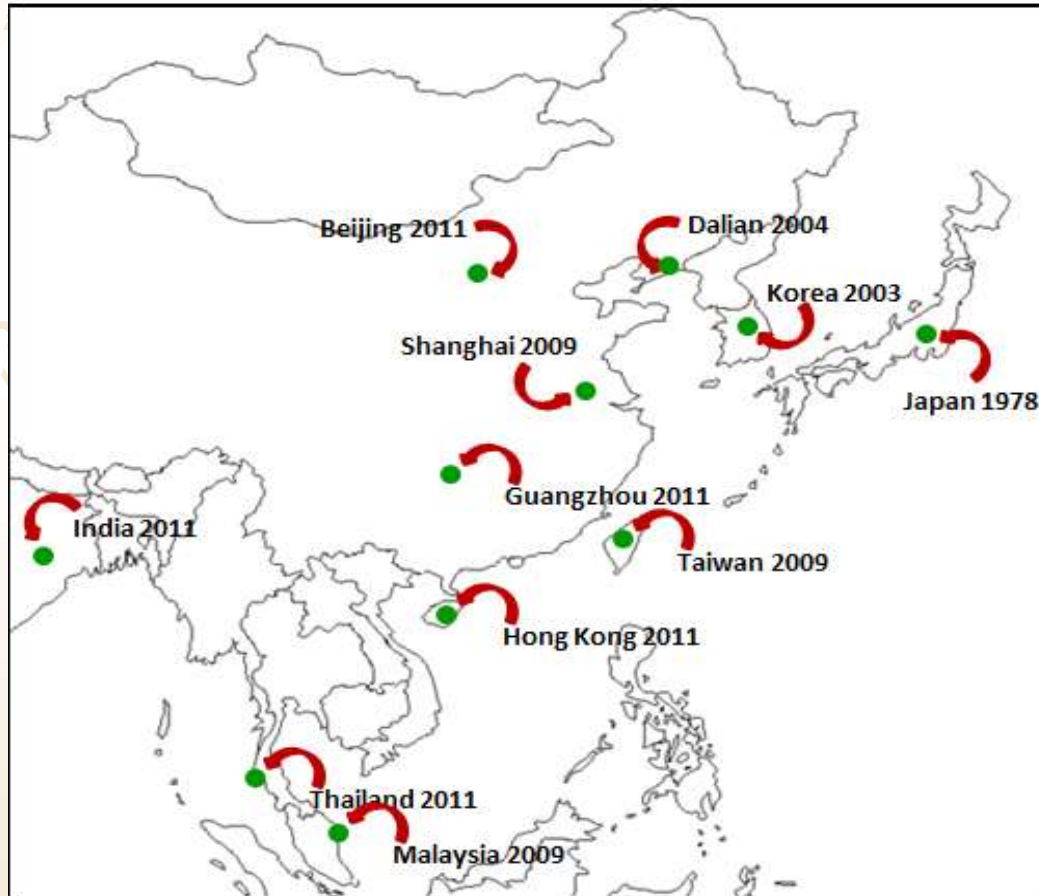 Beijing 2011
Dalian 2004
Korea 2003
Shanghai 2009
Japan 1978
Guangzhou 2011
India 2011
Taiwan 2009
Hong Kong 2011
Thailand 2011
Malaysia 2009